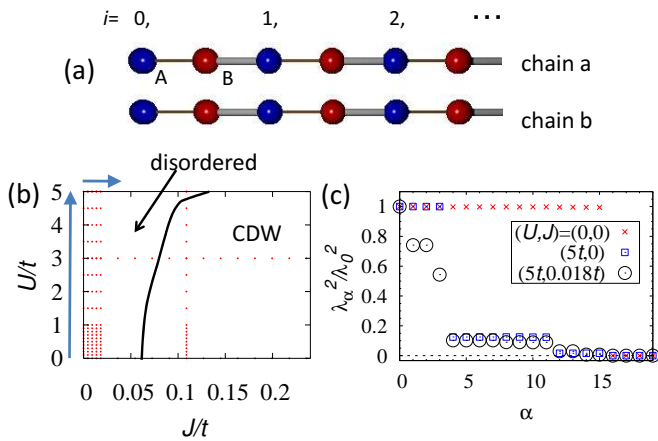 i= 0, 1, 2, ···
(a)
A B
chain a
chain b
(b)
disordered
CDW
U/t
5
4
3
2
1
0
0 0.05 0.1 0.15 0.2
J/t
(c)
λα²/λ0²
1
0.8
0.6
0.4
0.2
0
(U,J)=(0,0)
(5t,0)
(5t,0.018t)
0 5 10 15
α